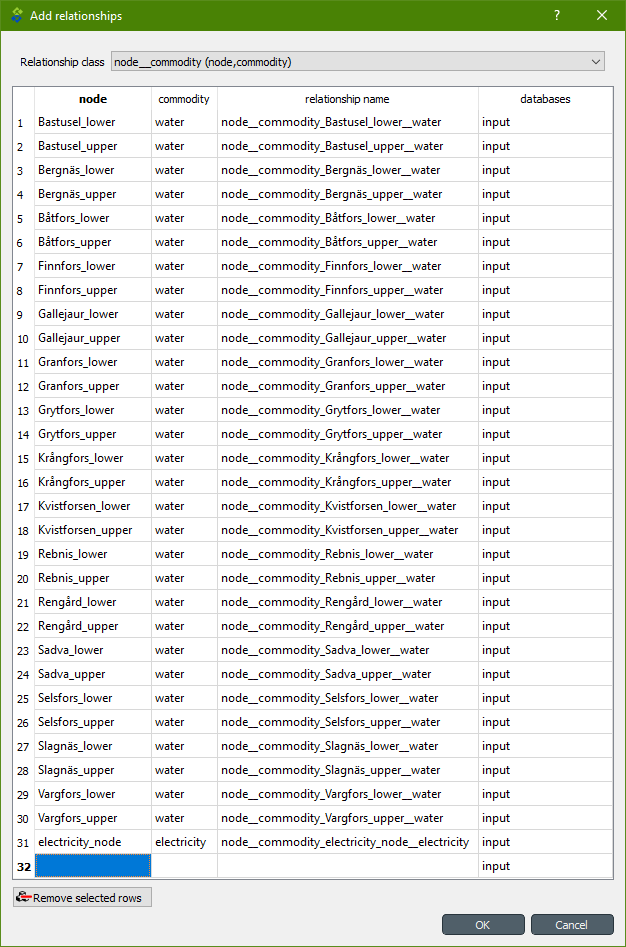 Add relationships ? ×
Relationship class node__commodity (node,commodity)
node commodity relationship name databases
1 Bastusel_lower water node__commodity_Bastusel_lower__water input
2 Bastusel_upper water node__commodity_Bastusel_upper__water input
3 Bergnäs_lower water node__commodity_Bergnäs_lower__water input
4 Bergnäs_upper water node__commodity_Bergnäs_upper__water input
5 Båtfors_lower water node__commodity_Båtfors_lower__water input
6 Båtfors_upper water node__commodity_Båtfors_upper__water input
7 Finnfors_lower water node__commodity_Finnfors_lower__water input
8 Finnfors_upper water node__commodity_Finnfors_upper__water input
9 Gallejaur_lower water node__commodity_Gallejaur_lower__water input
10 Gallejaur_upper water node__commodity_Gallejaur_upper__water input
11 Granfors_lower water node__commodity_Granfors_lower__water input
12 Granfors_upper water node__commodity_Granfors_upper__water input
13 Grytfors_lower water node__commodity_Grytfors_lower__water input
14 Grytfors_upper water node__commodity_Grytfors_upper__water input
15 Krångfors_lower water node__commodity_Krångfors_lower__water input
16 Krångfors_upper water node__commodity_Krångfors_upper__water input
17 Kvistforsen_lower water node__commodity_Kvistforsen_lower__water input
18 Kvistforsen_upper water node__commodity_Kvistforsen_upper__water input
19 Rebnis_lower water node__commodity_Rebnis_lower__water input
20 Rebnis_upper water node__commodity_Rebnis_upper__water input
21 Rengård_lower water node__commodity_Rengård_lower__water input
22 Rengård_upper water node__commodity_Rengård_upper__water input
23 Sadva_lower water node__commodity_Sadva_lower__water input
24 Sadva_upper water node__commodity_Sadva_upper__water input
25 Selsfors_lower water node__commodity_Selsfors_lower__water input
26 Selsfors_upper water node__commodity_Selsfors_upper__water input
27 Slagnäs_lower water node__commodity_Slagnäs_lower__water input
28 Slagnäs_upper water node__commodity_Slagnäs_upper__water input
29 Vargfors_lower water node__commodity_Vargfors_lower__water input
30 Vargfors_upper water node__commodity_Vargfors_upper__water input
31 electricity_node electricity node__commodity_electricity_node__electricity input
32 input
Remove selected rows
OK Cancel